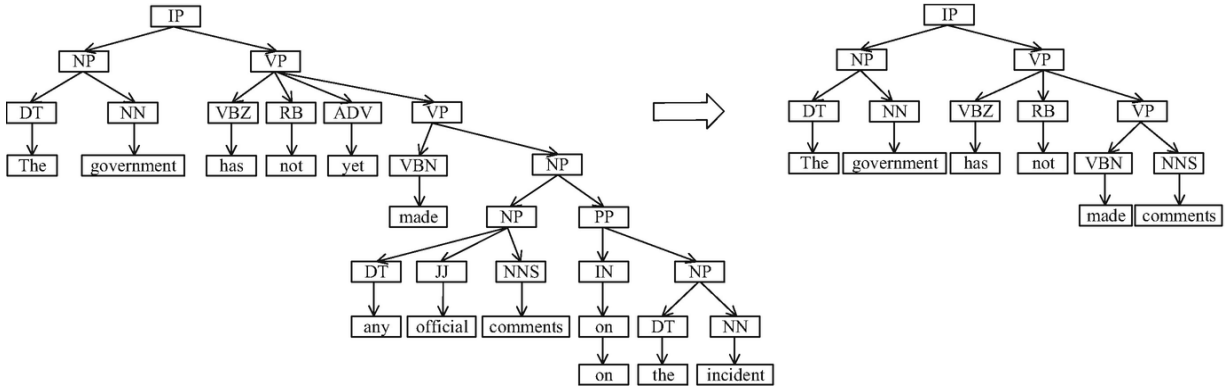 IP IP
NP VP NP VP
DT NN VBZ RB ADV VP DT NN VBZ RB VP
The government has not yet VBN NP The government has not VBN NNS
made NP PP made comments
DT JJ NNS IN NP
any official comments on DT NN
on the incident